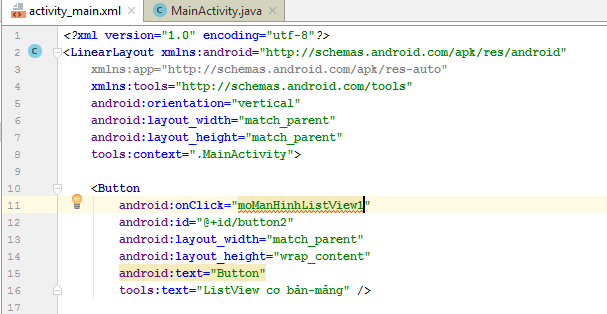 activity_main.xml
MainActivity.java
1 <?xml version="1.0" encoding="utf-8"?>
2 <LinearLayout xmlns:android="http://schemas.android.com/apk/res/android"
3 xmlns:app="http://schemas.android.com/apk/res-auto"
4 xmlns:tools="http://schemas.android.com/tools"
5 android:orientation="vertical"
6 android:layout_width="match_parent"
7 android:layout_height="match_parent"
8 tools:context=".MainActivity">
9
10 <Button
11 android:onClick="moManHinhListView1"
12 android:id="@+id/button2"
13 android:layout_width="match_parent"
14 android:layout_height="wrap_content"
15 android:text="Button"
16 tools:text="ListView cơ bản-mảng" />
17